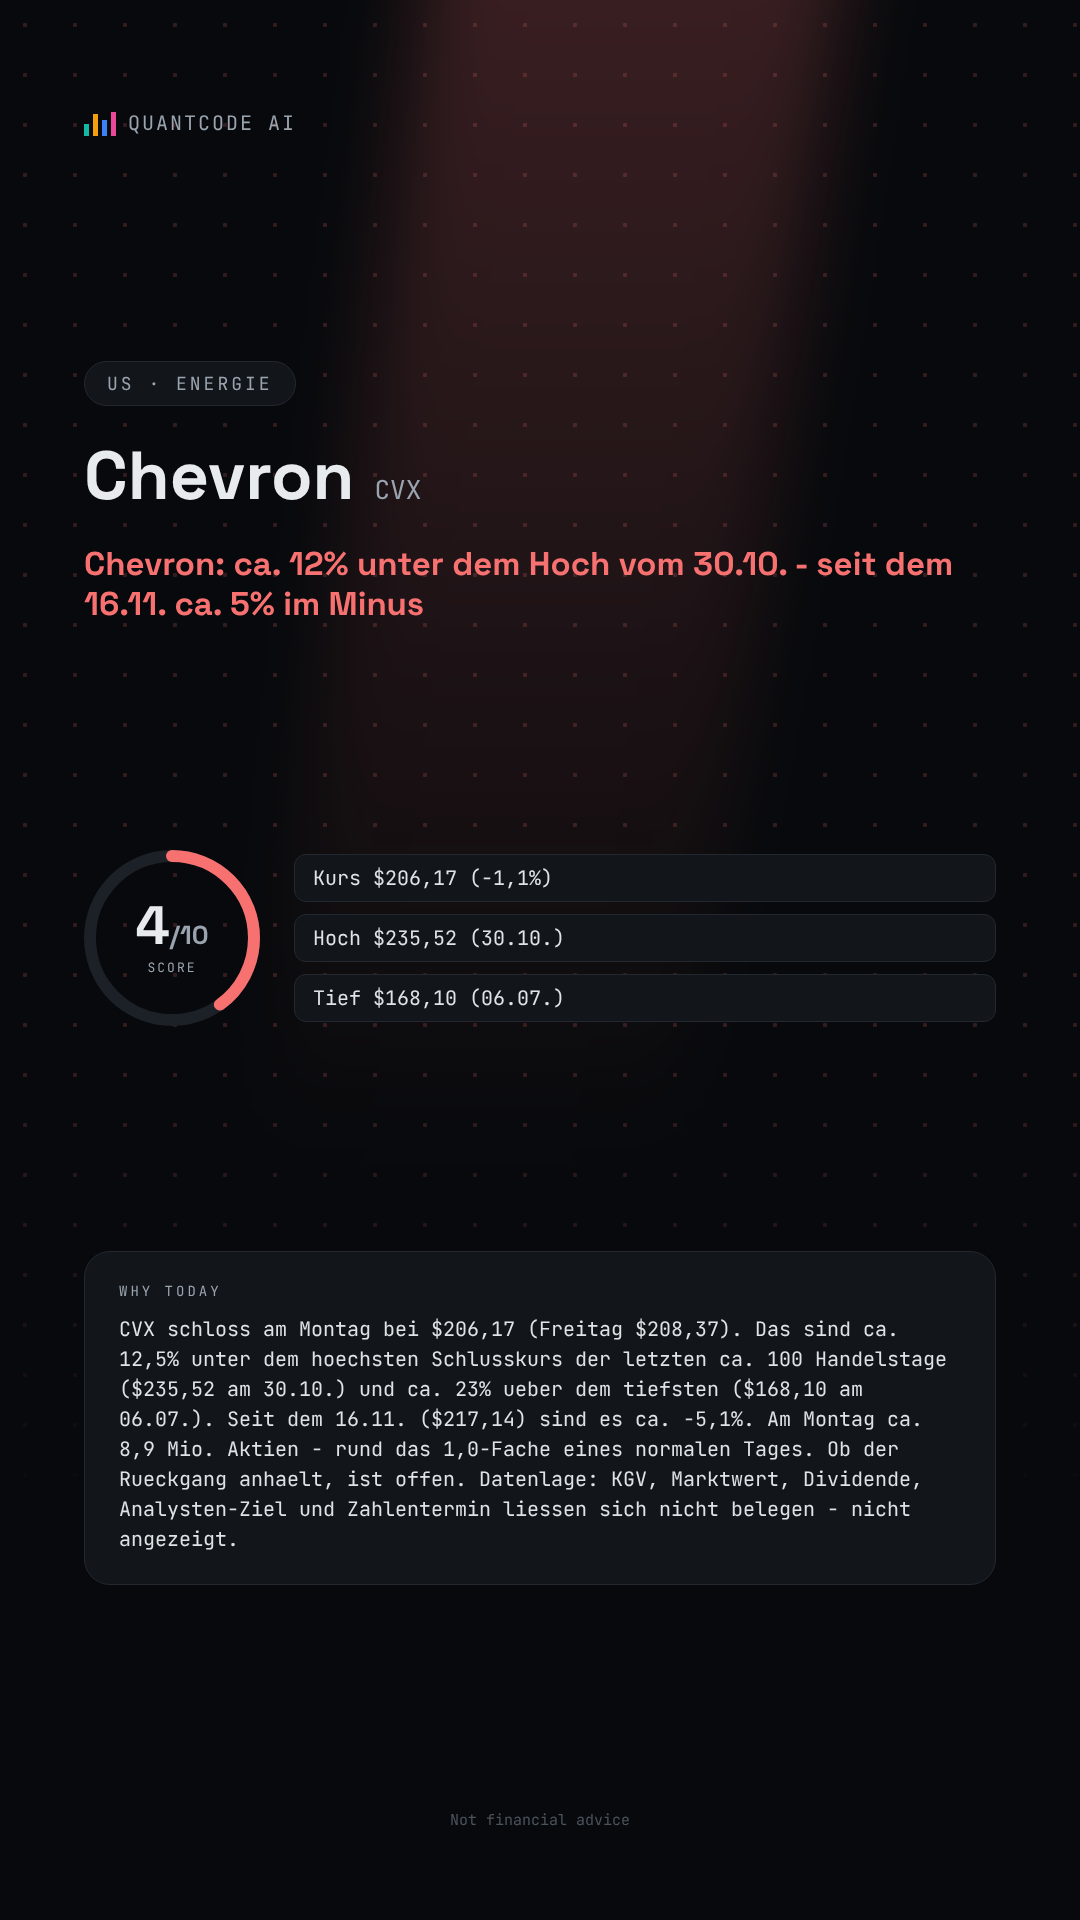 QUANTCODE AI
US · ENERGIE
Chevron CVX
Chevron: ca. 12% unter dem Hoch vom 30.10. - seit dem
16.11. ca. 5% im Minus
4/10
SCORE
Kurs $206,17 (-1,1%)
Hoch $235,52 (30.10.)
Tief $168,10 (06.07.)
WHY TODAY
CVX schloss am Montag bei $206,17 (Freitag $208,37). Das sind ca.
12,5% unter dem hoechsten Schlusskurs der letzten ca. 100 Handelstage
($235,52 am 30.10.) und ca. 23% ueber dem tiefsten ($168,10 am
06.07.). Seit dem 16.11. ($217,14) sind es ca. -5,1%. Am Montag ca.
8,9 Mio. Aktien - rund das 1,0-Fache eines normalen Tages. Ob der
Rueckgang anhaelt, ist offen. Datenlage: KGV, Marktwert, Dividende,
Analysten-Ziel und Zahlentermin liessen sich nicht belegen - nicht
angezeigt.
Not financial advice